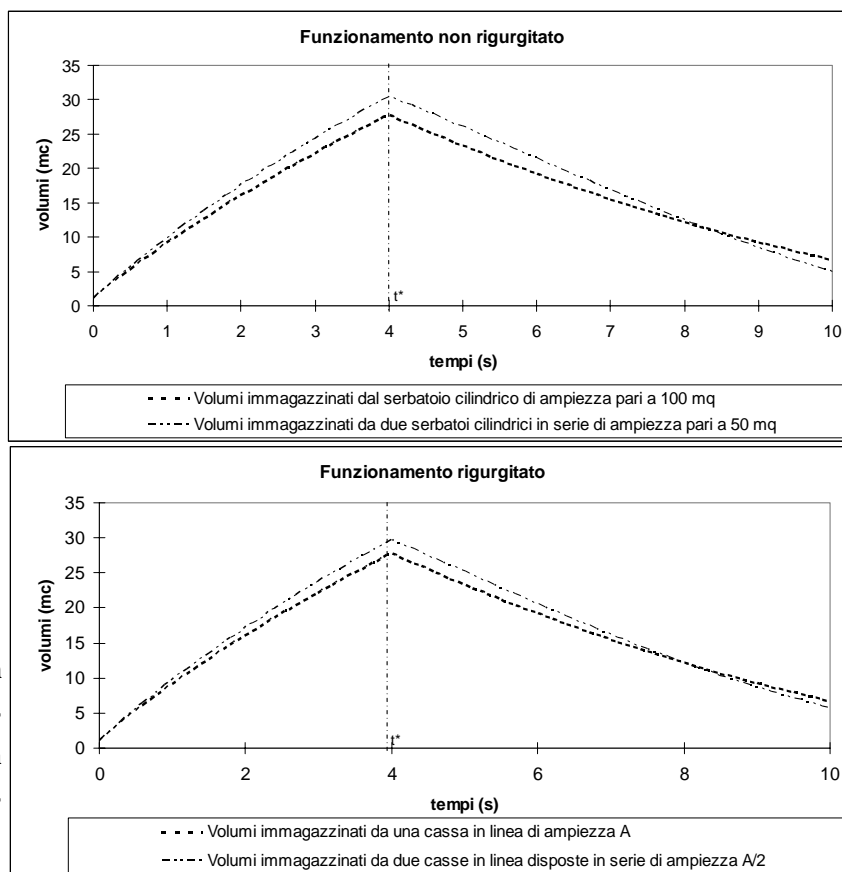 Funzionamento non rigurgitato
35
30
25
20
15
10
5
0
volumi (mc)
t*
0 1 2 3 4 5 6 7 8 9 10
tempi (s)
Volumi immagazzinati dal serbatoio cilindrico di ampiezza pari a 100 mq
Volumi immagazzinati da due serbatoi cilindrici in serie di ampiezza pari a 50 mq
Funzionamento rigurgitato
35
30
25
20
15
10
5
0
volumi (mc)
t*
0 2 4 6 8 10
tempi (s)
Volumi immagazzinati da una cassa in linea di ampiezza A
Volumi immagazzinati da due casse in linea disposte in serie di ampiezza A/2